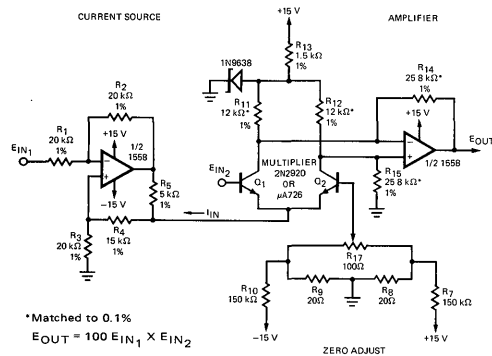 CURRENT SOURCE
+15 V
AMPLIFIER
R13
1.5 kΩ
1%
1N963B
R2
20 kΩ
1%
R11
12 kΩ*
1%
R12
12 kΩ*
1%
R14
25 8 kΩ*
1%
R1
20 kΩ
1%
EIN1
+15 V
1/2
1558
−15 V
R5
5 kΩ
1%
R3
20 kΩ
1%
R4
15 kΩ
1%
IIN
EIN2
MULTIPLIER
2N2920
OR
µA726
Q1
Q2
+15 V
EOUT
1/2 1558
R15
25 8 kΩ*
1%
R17
100Ω
R10
150 kΩ
R9
20Ω
R8
20Ω
R7
150 kΩ
−15 V
+15 V
ZERO ADJUST
*Matched to 0.1%
EOUT = 100 EIN1 X EIN2